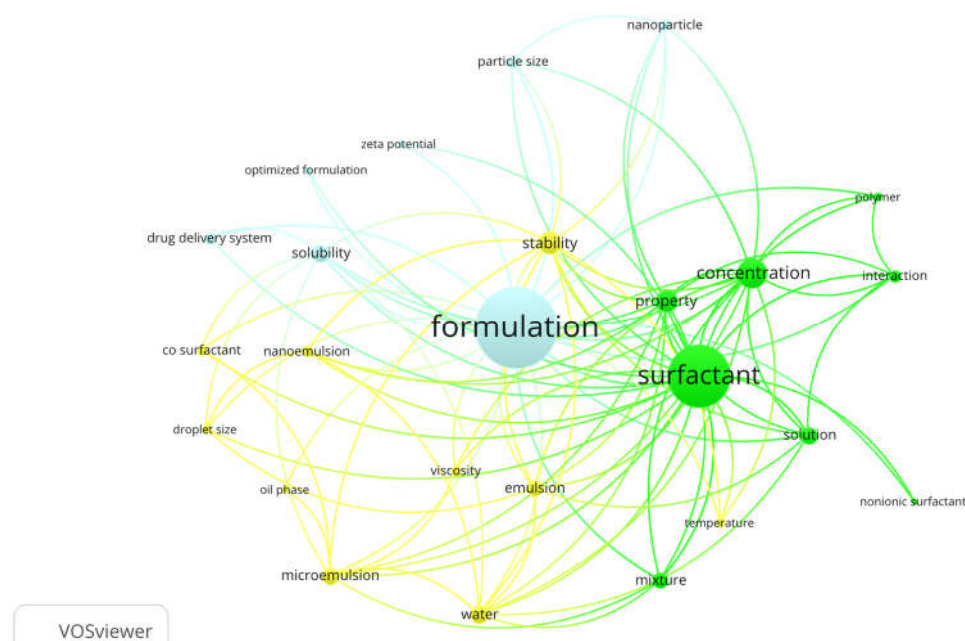 nanoparticle
particle size
zeta potential
optimized formulation
polymer
drug delivery system
solubility
stability
concentration
interaction
property
formulation
co surfactant
nanoemulsion
surfactant
droplet size
solution
viscosity
oil phase
emulsion
nonionic surfactant
temperature
microemulsion
mixture
water
VOSviewer